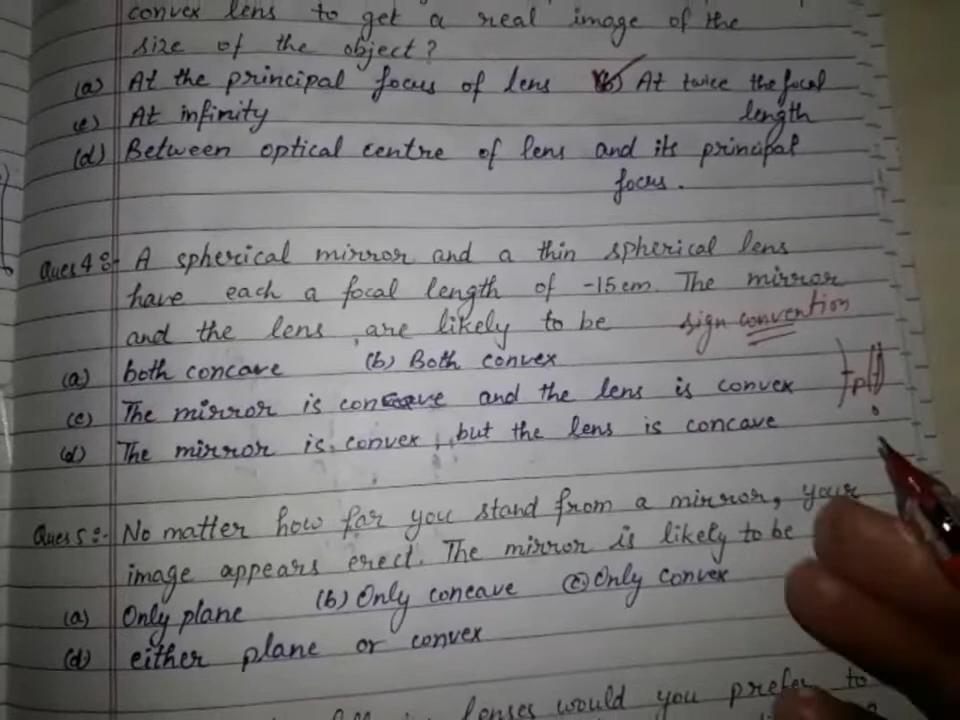 convex lens to get a real image of the
size of the object?
(a) At the principal focus of lens (b) At twice the focal
(c) At infinity length
(d) Between optical centre of lens and its principal
focus.
Ques 4:- A spherical mirror and a thin spherical lens
have each a focal length of -15 cm. The mirror
and the lens are likely to be sign convention
(a) both concave (b) Both convex
(c) The mirror is concave and the lens is convex
(d) The mirror is convex, but the lens is concave
Ques 5:- No matter how far you stand from a mirror, your
image appears erect. The mirror is likely to be
(a) Only plane (b) Only concave (c) Only convex
(d) either plane or convex
lenses would you prefer to